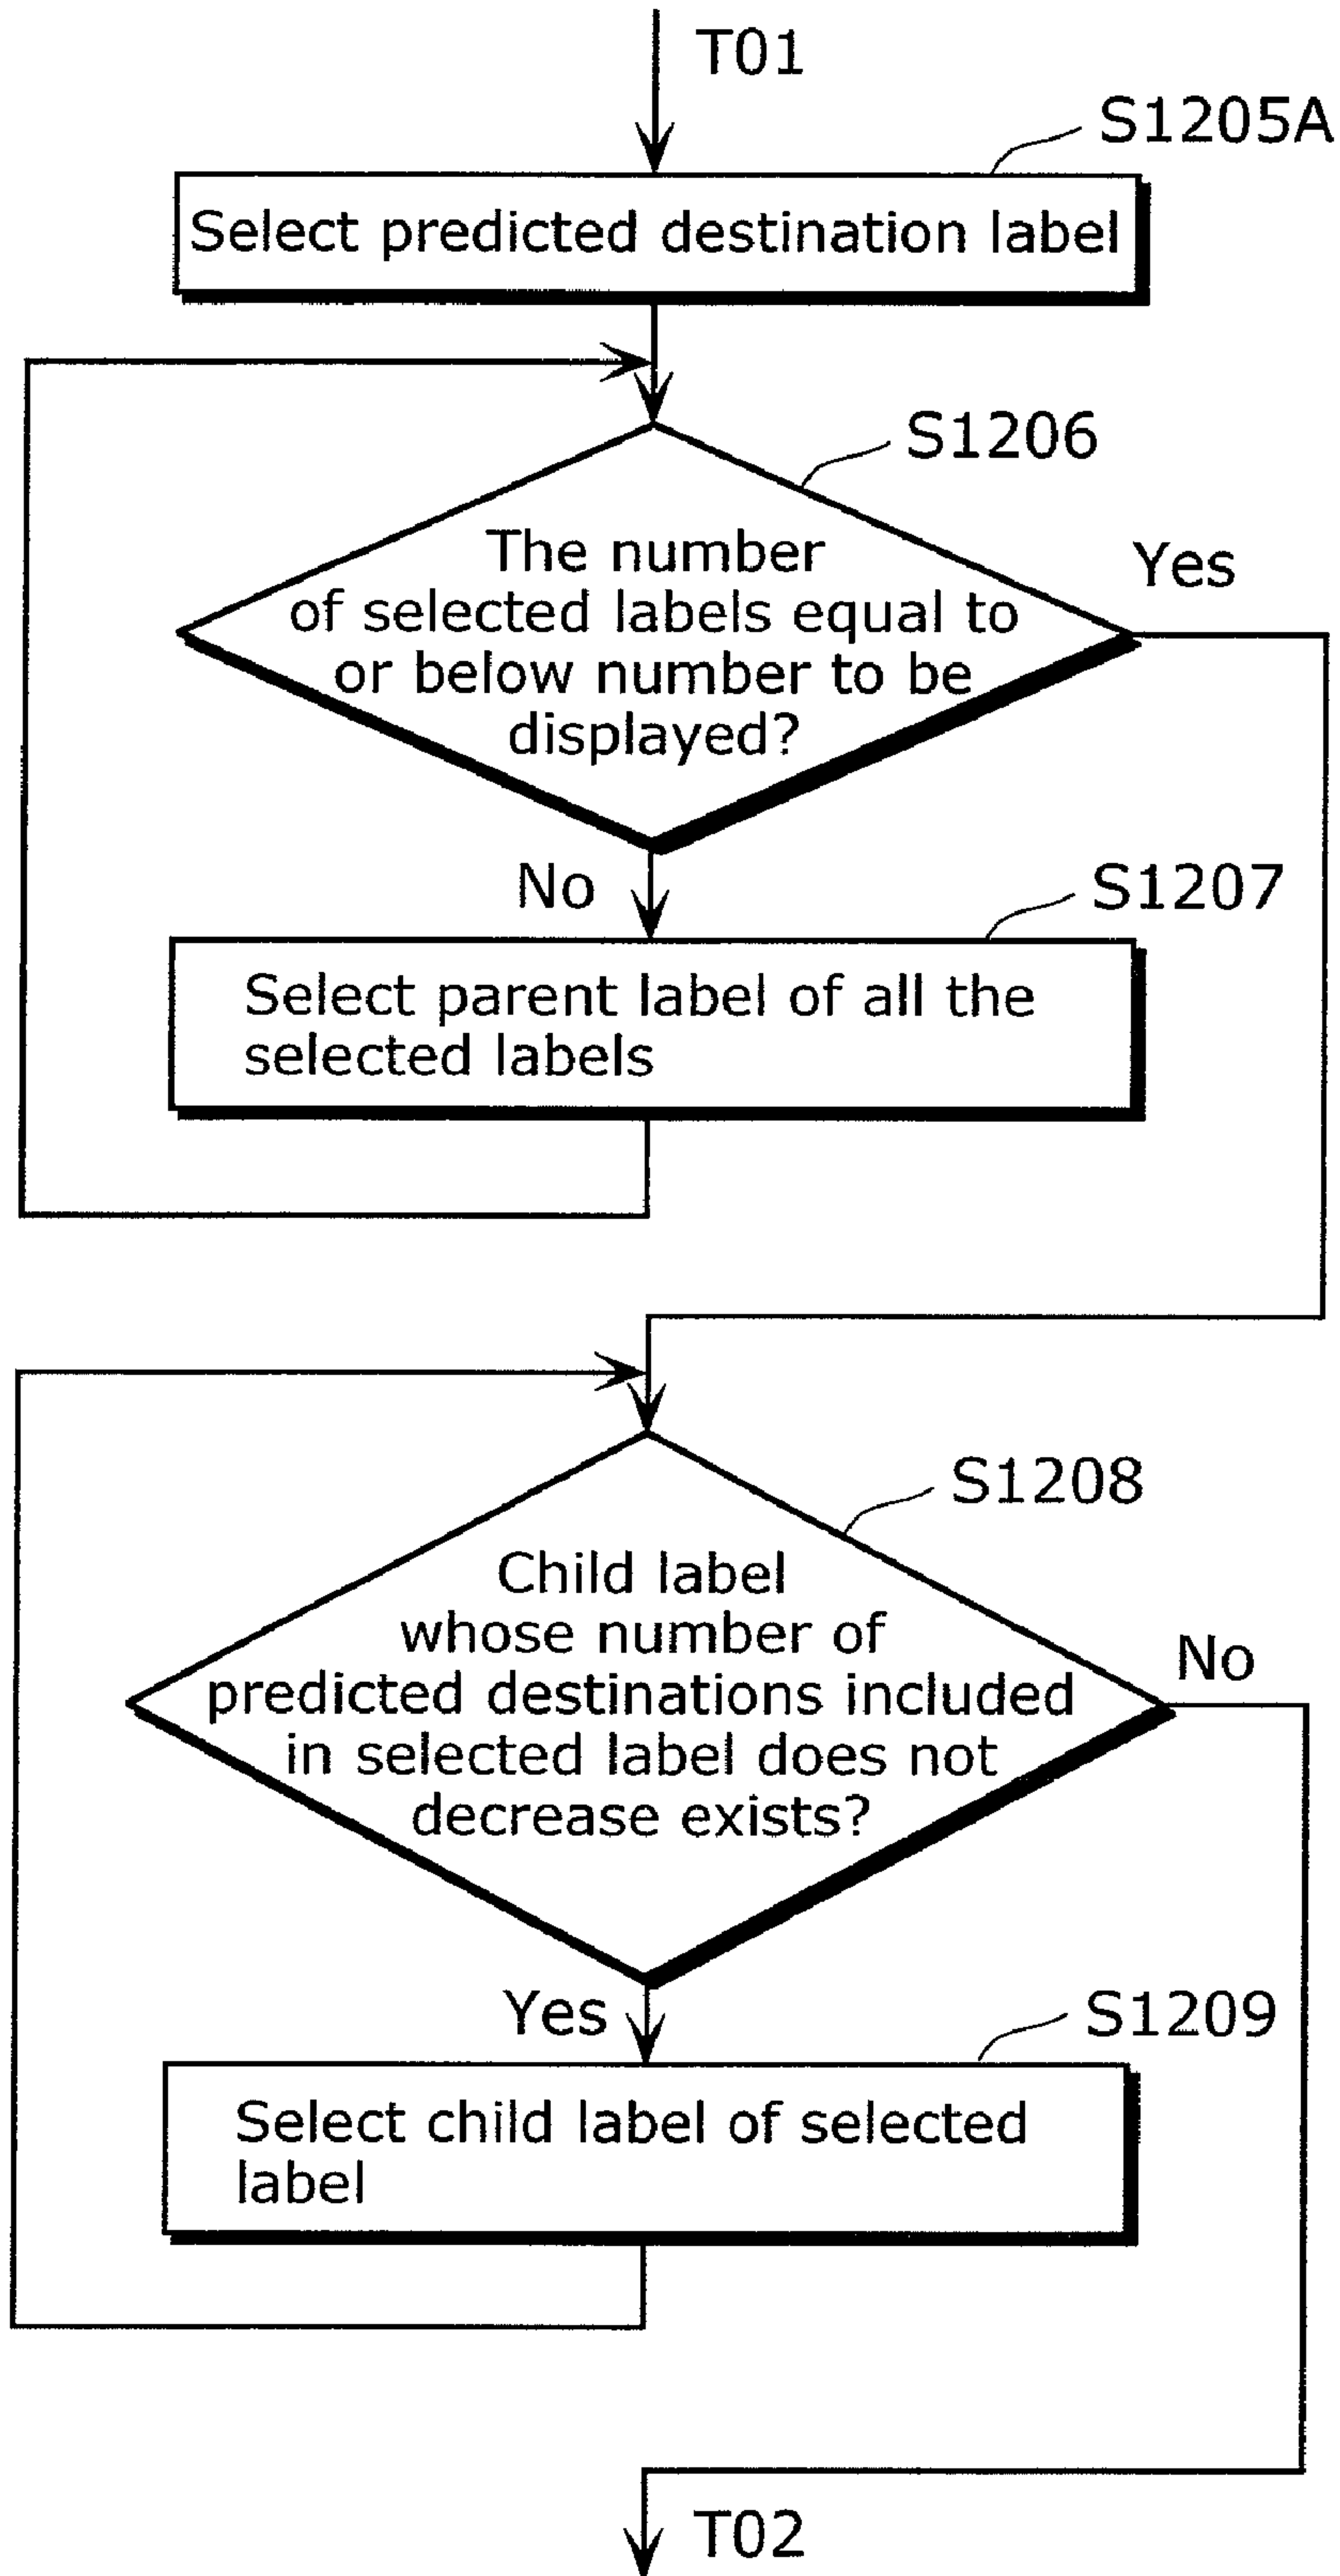 T01
S1205A
Select predicted destination label
S1206
The number
of selected labels equal to
or below number to be
displayed?
Yes
No
S1207
Select parent label of all the
selected labels
S1208
Child label
whose number of
predicted destinations included
in selected label does not
decrease exists?
No
Yes
S1209
Select child label of selected
label
T02